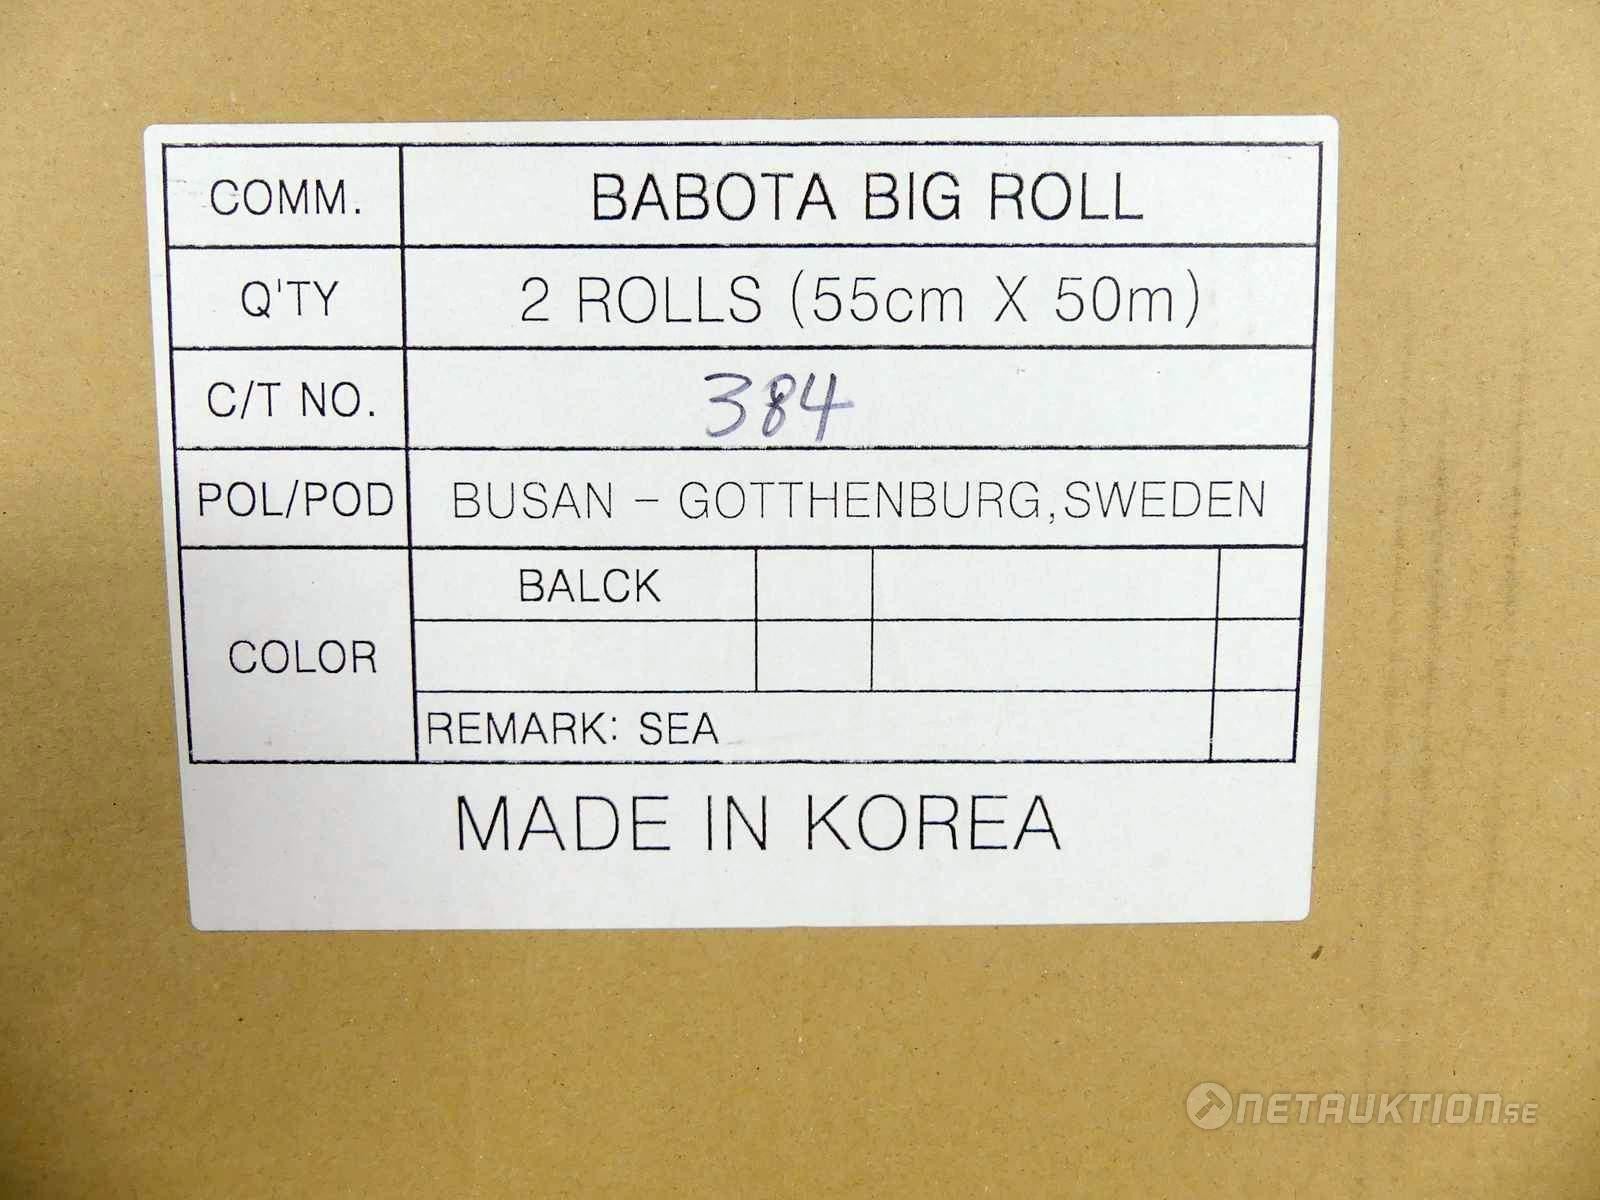 COMM. BABOTA BIG ROLL
Q'TY 2 ROLLS (55cm X 50m)
C/T NO. 384
POL/POD BUSAN - GOTTHENBURG,SWEDEN
BALCK
COLOR
REMARK: SEA
MADE IN KOREA
NETAUKTION.SE